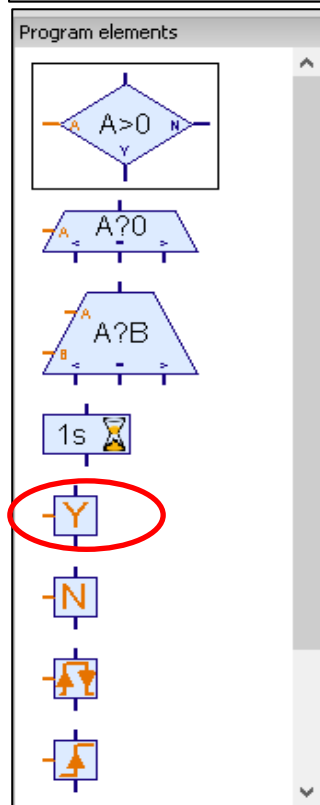 Program elements
A>0
A
N
Y
A?0
A
< = >
A?B
A
B
< = >
1s
Y
N